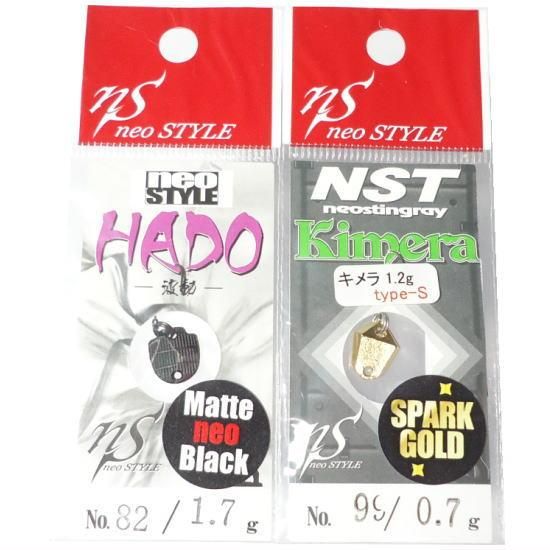 ns
neo STYLE
neo
STYLE
HADO
波動
Matte
neo
Black
ns
neo STYLE
No. 82 / 1.7 g
ns
neo STYLE
NST
neostingray
Kimera
キメラ 1.2g
type-S
SPARK
GOLD
ns
neo STYLE
No. 99 / 0.7 g